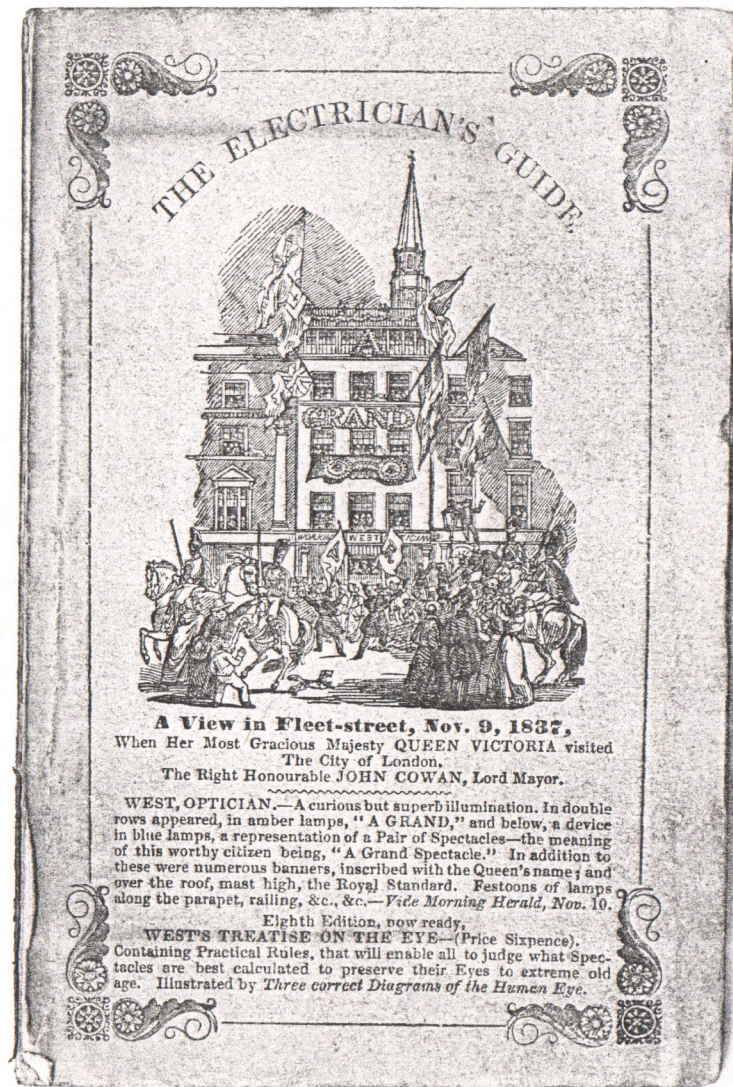 THE ELECTRICIAN'S GUIDE.
A
GRAND
WEST
A View in Fleet-street, Nov. 9, 1837,
When Her Most Gracious Majesty QUEEN VICTORIA visited
The City of London.
The Right Honourable JOHN COWAN, Lord Mayor.
WEST, OPTICIAN.—A curious but superb illumination. In double
rows appeared, in amber lamps, "A GRAND," and below, a device
in blue lamps, a representation of a Pair of Spectacles—the meaning
of this worthy citizen being, "A Grand Spectacle." In addition to
these were numerous banners, inscribed with the Queen's name; and
over the roof, mast high, the Royal Standard. Festoons of lamps
along the parapet, railing, &c., &c.—Vide Morning Herald, Nov. 10.
Eighth Edition, now ready,
WEST'S TREATISE ON THE EYE—(Price Sixpence).
Containing Practical Rules, that will enable all to judge what Spec-
tacles are best calculated to preserve their Eyes to extreme old
age. Illustrated by Three correct Diagrams of the Human Eye.